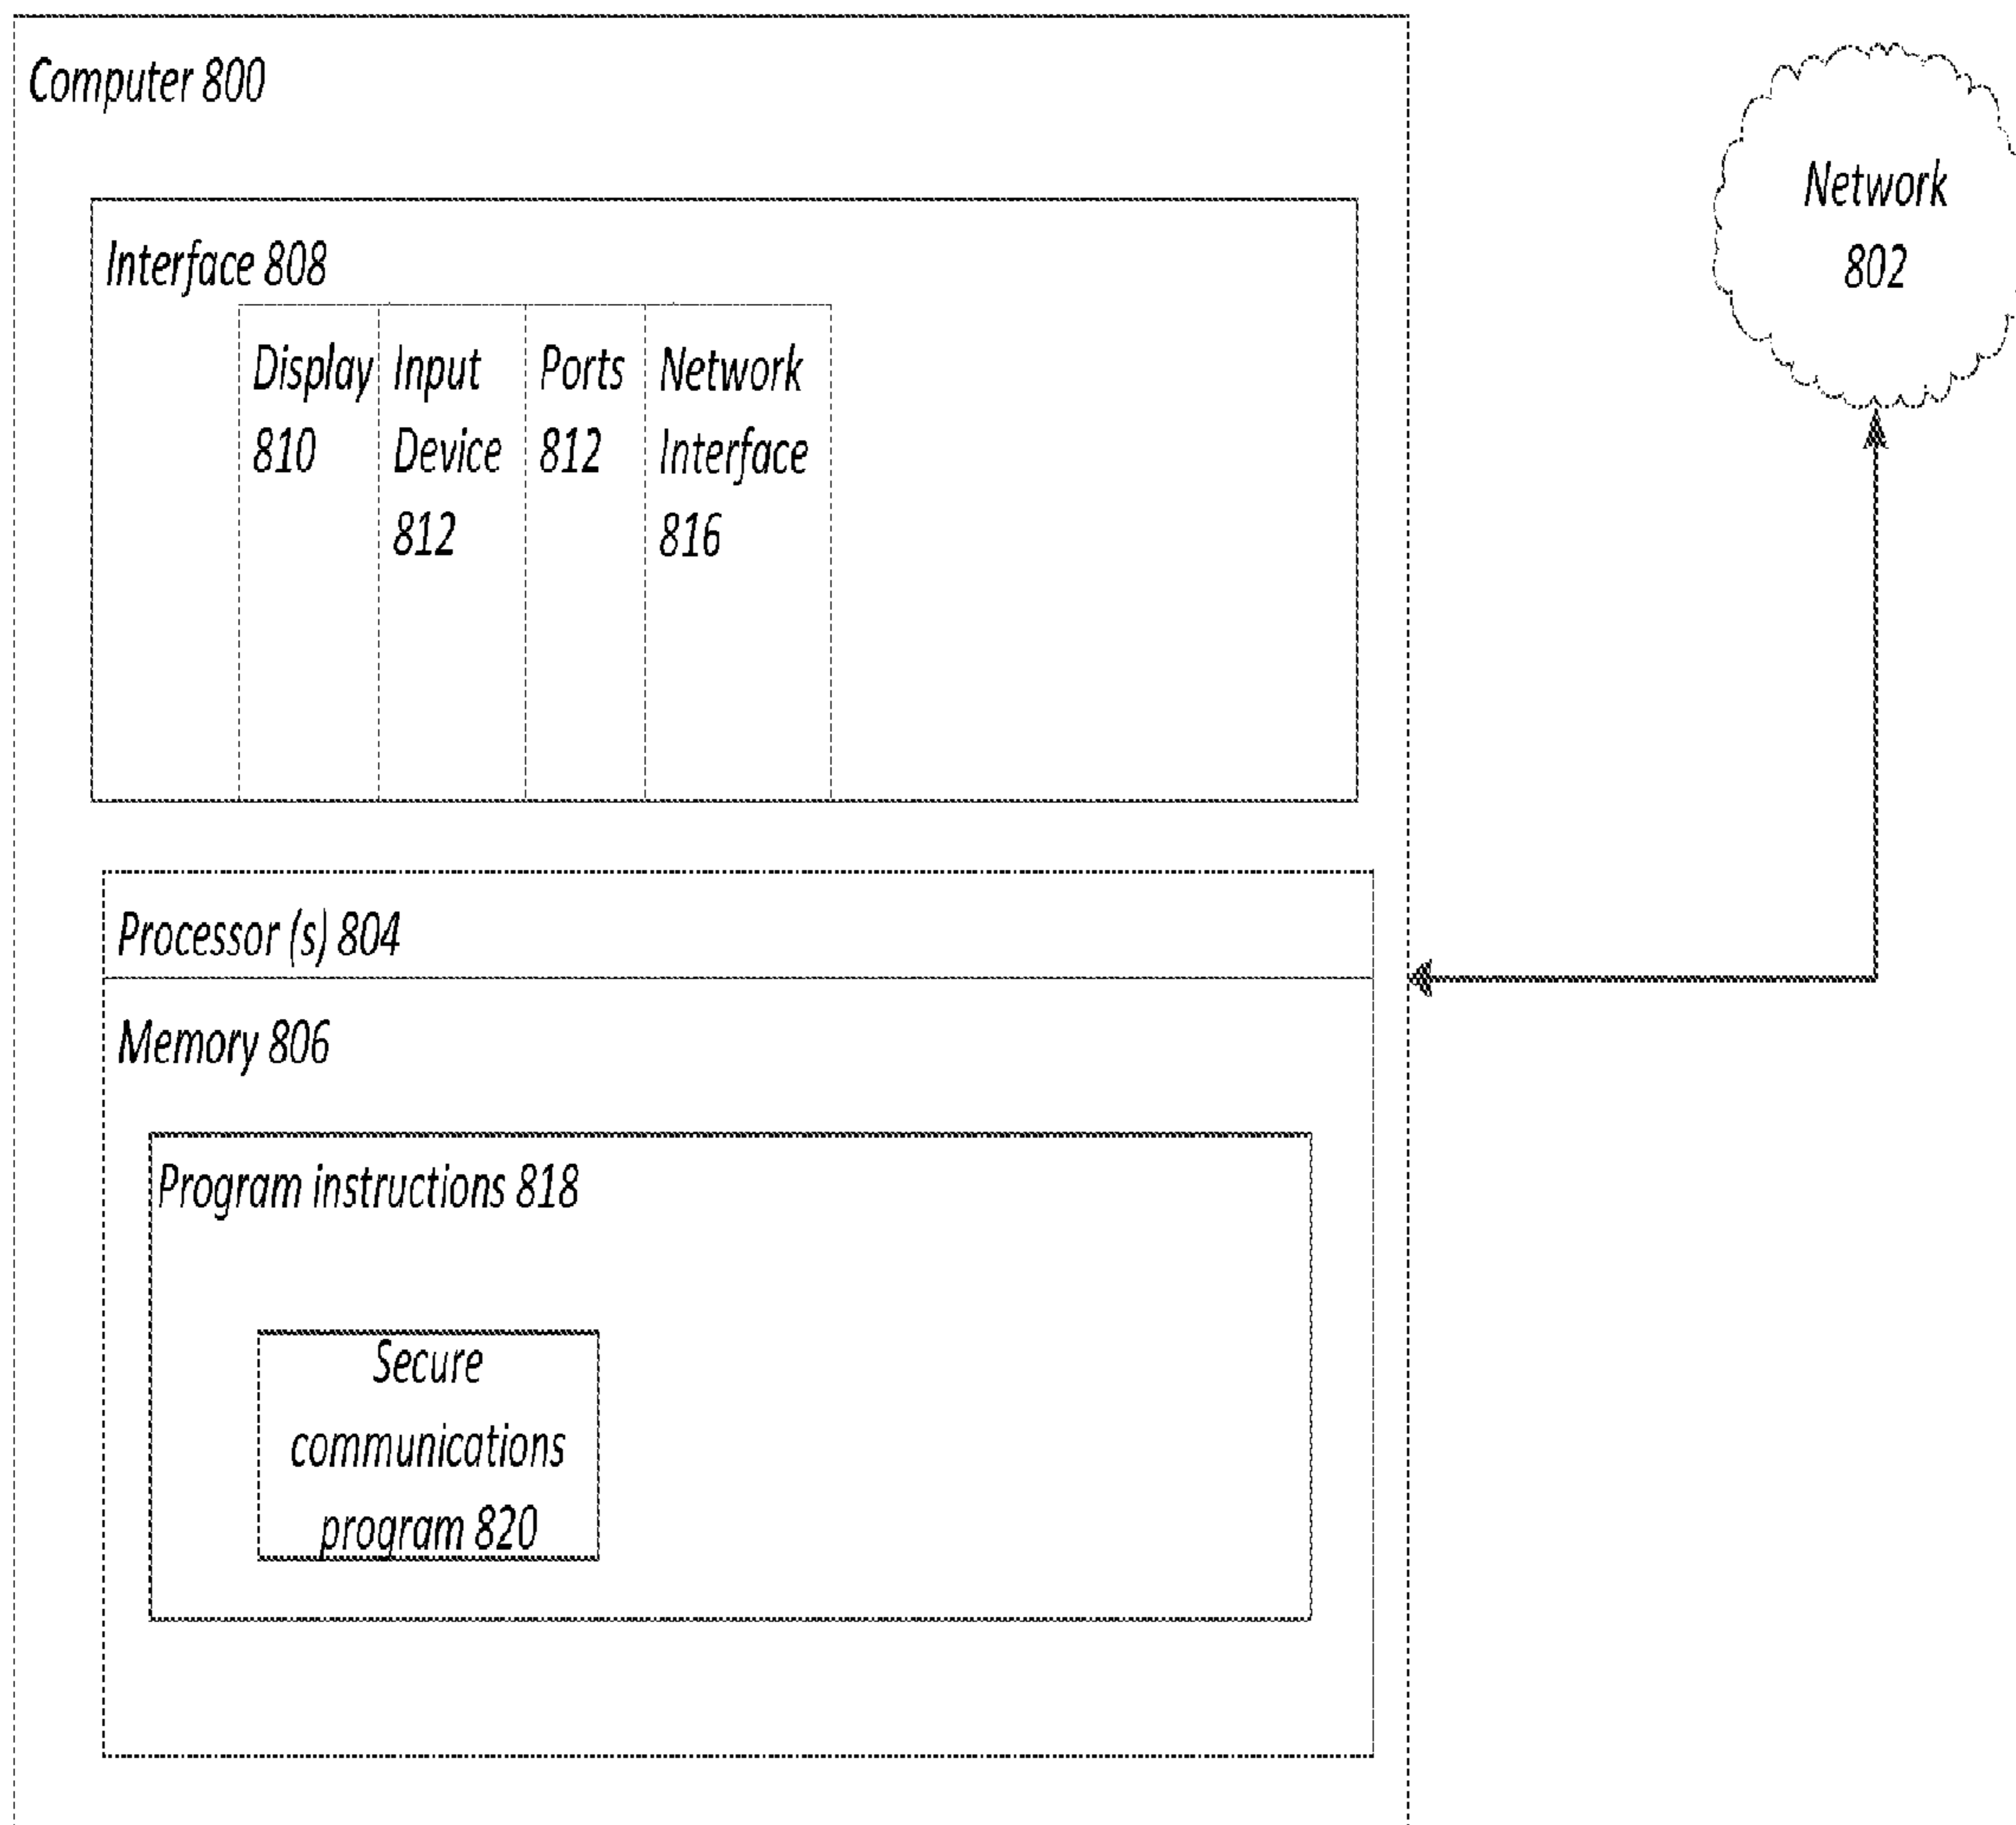 Computer 800
Network
802
Interface 808
Display
810
Input
Device
812
Ports
812
Network
Interface
816
Processor (s) 804
Memory 806
Program instructions 818
Secure
communications
program 820